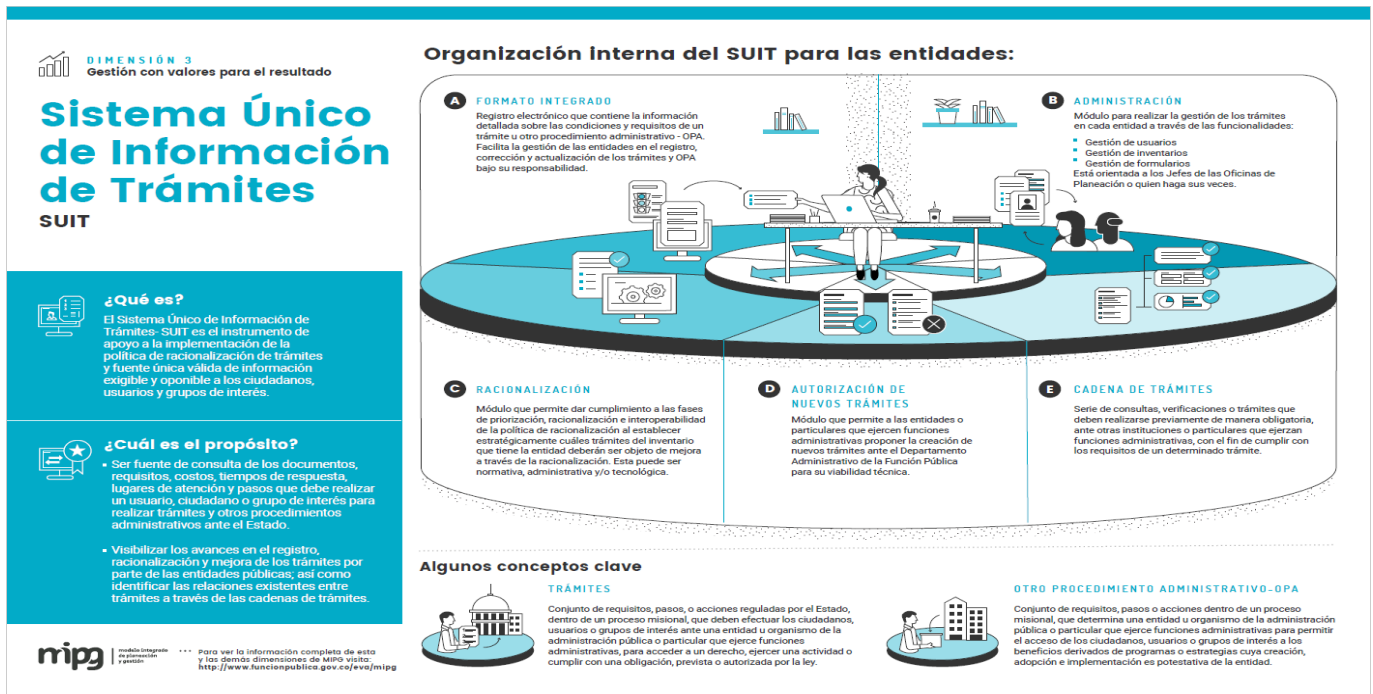 DIMENSIÓN 3
Gestión con valores para el resultado
Sistema Único
de Información
de Trámites
SUIT
¿Qué es?
El Sistema Único de Información de
Trámites- SUIT es el instrumento de
apoyo a la implementación de la
política de racionalización de trámites
y fuente única válida de información
exigible y oponible a los ciudadanos,
usuarios y grupos de interés.
¿Cuál es el propósito?
• Ser fuente de consulta de los documentos,
requisitos, costos, tiempos de respuesta,
lugares de atención y pasos que debe realizar
un usuario, ciudadano o grupo de interés para
realizar trámites y otros procedimientos
administrativos ante el Estado.
• Visibilizar los avances en el registro,
racionalización y mejora de los trámites por
parte de las entidades públicas; así como
identificar las relaciones existentes entre
trámites a través de las cadenas de trámites.
mipg
modelo integrado
de planeación
y gestión
Para ver la información completa de esta
y las demás dimensiones de MIPG visita:
http://www.funcionpublica.gov.co/eva/mipg
Organización interna del SUIT para las entidades:
A FORMATO INTEGRADO
Registro electrónico que contiene la información
detallada sobre las condiciones y requisitos de un
trámite u otro procedimiento administrativo - OPA.
Facilita la gestión de las entidades en el registro,
corrección y actualización de los trámites y OPA
bajo su responsabilidad.
B ADMINISTRACIÓN
Módulo para realizar la gestión de los trámites
en cada entidad a través de las funcionalidades:
Gestión de usuarios
Gestión de inventarios
Gestión de formularios
Está orientada a los Jefes de las Oficinas de
Planeación o quien haga sus veces.
C RACIONALIZACIÓN
Módulo que permite dar cumplimiento a las fases
de priorización, racionalización e interoperabilidad
de la política de racionalización al establecer
estratégicamente cuáles trámites del inventario
que tiene la entidad deberán ser objeto de mejora
a través de la racionalización. Esta puede ser
normativa, administrativa y/o tecnológica.
D AUTORIZACIÓN DE
NUEVOS TRÁMITES
Módulo que permite a las entidades o
particulares que ejercen funciones
administrativas proponer la creación de
nuevos trámites ante el Departamento
Administrativo de la Función Pública
para su viabilidad técnica.
E CADENA DE TRÁMITES
Serie de consultas, verificaciones o trámites que
deben realizarse previamente de manera obligatoria,
ante otras instituciones o particulares que ejerzan
funciones administrativas, con el fin de cumplir con
los requisitos de un determinado trámite.
Algunos conceptos clave
TRÁMITES
Conjunto de requisitos, pasos, o acciones reguladas por el Estado,
dentro de un proceso misional, que deben efectuar los ciudadanos,
usuarios o grupos de interés ante una entidad u organismo de la
administración pública o particular que ejerce funciones
administrativas, para acceder a un derecho, ejercer una actividad o
cumplir con una obligación, prevista o autorizada por la ley.
OTRO PROCEDIMIENTO ADMINISTRATIVO-OPA
Conjunto de requisitos, pasos o acciones dentro de un proceso
misional, que determina una entidad u organismo de la administración
pública o particular que ejerce funciones administrativas para permitir
el acceso de los ciudadanos, usuarios o grupos de interés a los
beneficios derivados de programas o estrategias cuya creación,
adopción e implementación es potestativa de la entidad.